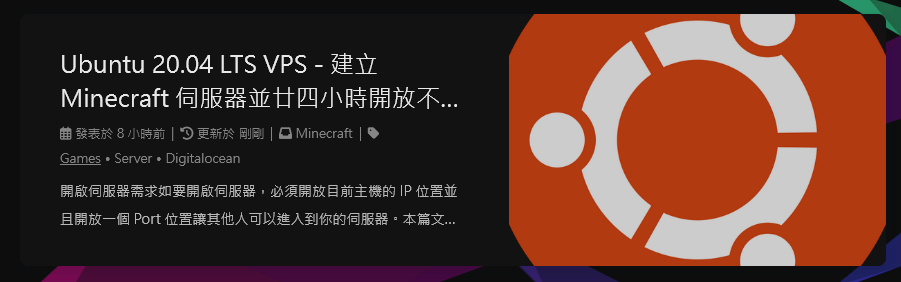 Ubuntu 20.04 LTS VPS - 建立
Minecraft 伺服器並廿四小時開放不...
發表於 8 小時前 | 更新於 剛剛 | Minecraft |
Games • Server • Digitalocean
開啟伺服器需求如要開啟伺服器，必須開放目前主機的 IP 位置並
且開放一個 Port 位置讓其他人可以進入到你的伺服器。本篇文...